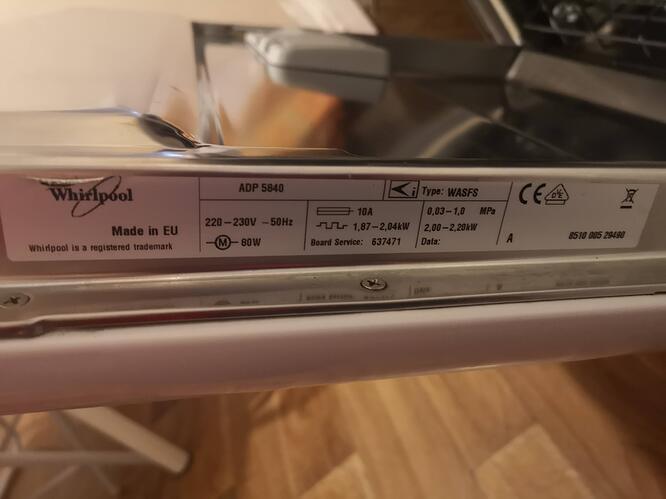 Whirlpool
Made in EU
Whirlpool is a registered trademark
ADP 5840
220-230V ~ 50Hz
M 80W
10A
1,87-2,04kW
Board Service: 637471
i Type: WASFS
0,03-1,0 MPa
2,00-2,20kW
Data:
CE
A
8510 005 29490